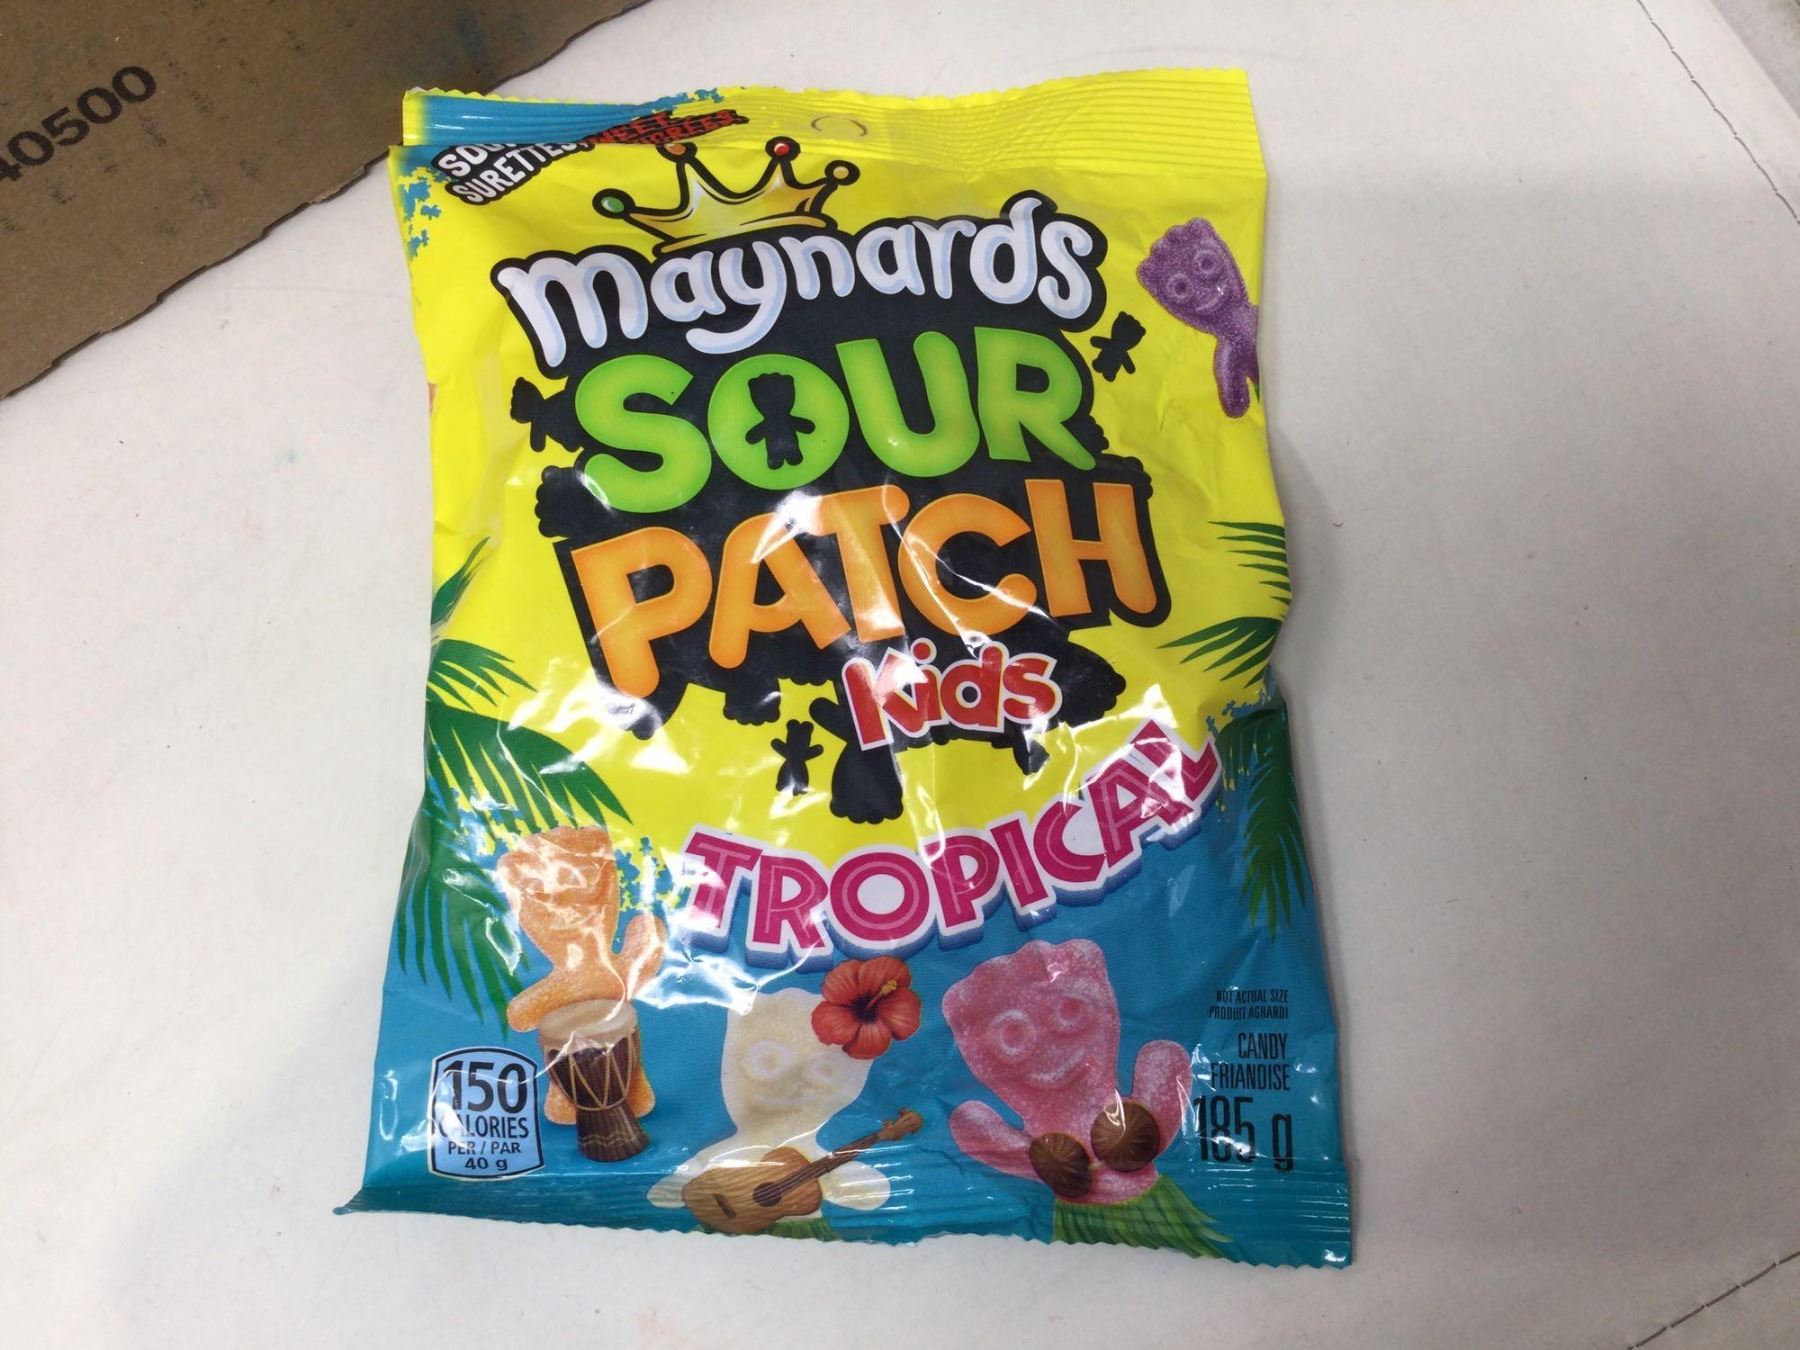 40500
SURETTES
maynards
SOUR
PATCH
Kids
TROPICAL
NOT ACTUAL SIZE
PRODUIT AGRANDI
CANDY
FRIANDISE
185 g
150
CALORIES
PER / PAR
40 g